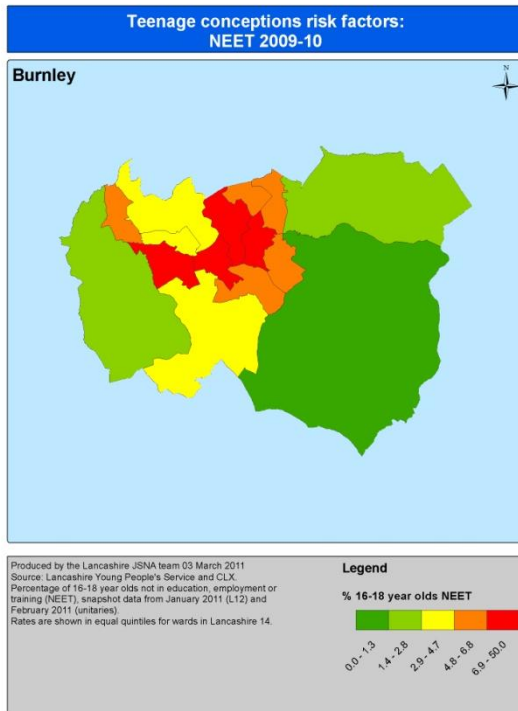 Teenage conceptions risk factors:
NEET 2009-10
Burnley
N
Produced by the Lancashire JSNA team 03 March 2011
Source: Lancashire Young People's Service and CLX.
Percentage of 16-18 year olds not in education, employment or
training (NEET), snapshot data from January 2011 (L12) and
February 2011 (unitaries).
Rates are shown in equal quintiles for wards in Lancashire 14.
Legend
% 16-18 year olds NEET
0.0 - 1.3
1.4 - 2.8
2.9 - 4.7
4.8 - 6.8
6.9 - 50.0